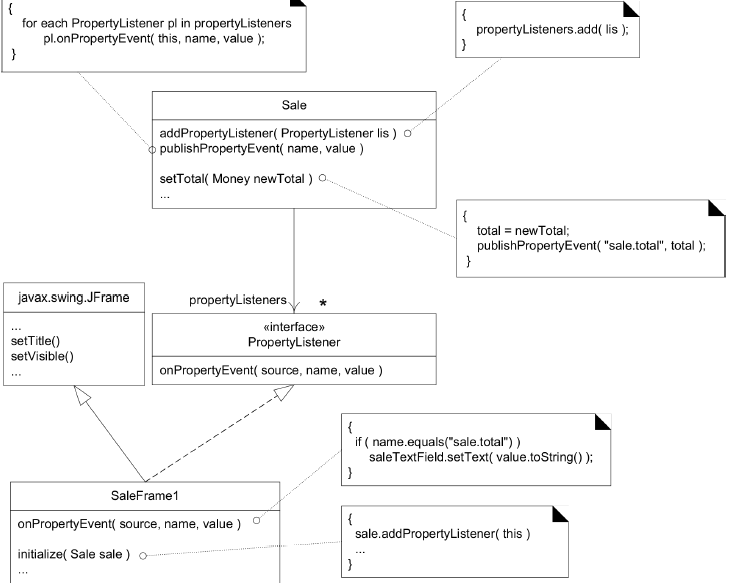 {
for each PropertyListener pl in propertyListeners
pl.onPropertyEvent( this, name, value );
}
{
propertyListeners.add( lis );
}
Sale
addPropertyListener( PropertyListener lis )
publishPropertyEvent( name, value )
setTotal( Money newTotal )
...
{
total = newTotal;
publishPropertyEvent( "sale.total", total );
}
javax.swing.JFrame
...
setTitle()
setVisible()
...
propertyListeners
*
«interface»
PropertyListener
onPropertyEvent( source, name, value )
{
if ( name.equals("sale.total") )
saleTextField.setText( value.toString() );
}
SaleFrame1
onPropertyEvent( source, name, value )
initialize( Sale sale )
...
{
sale.addPropertyListener( this )
...
}